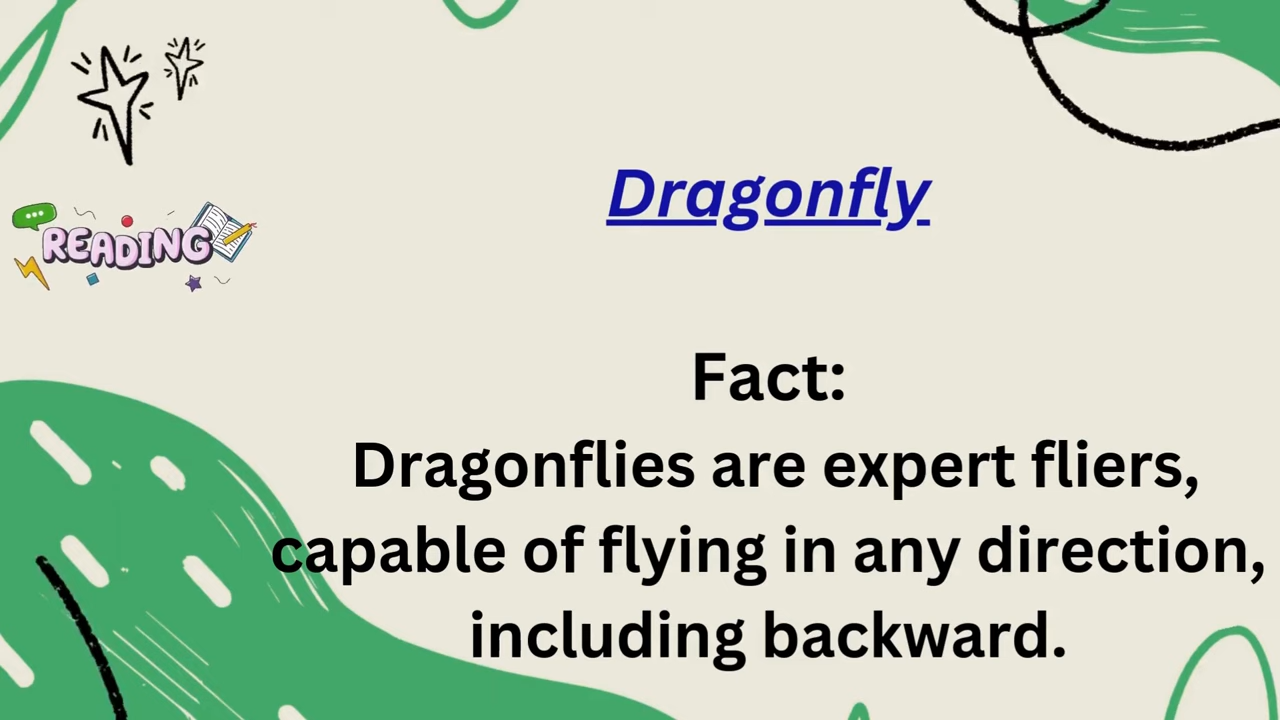 READING
Dragonfly
Fact:
Dragonflies are expert fliers,
capable of flying in any direction,
including backward.